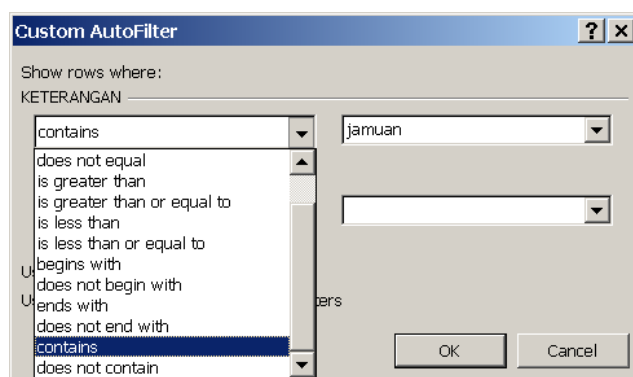 Custom AutoFilter
Show rows where:
KETERANGAN
contains
jamuan
does not equal
is greater than
is greater than or equal to
is less than
is less than or equal to
begins with
does not begin with
ends with
does not end with
contains
does not contain
OK
Cancel